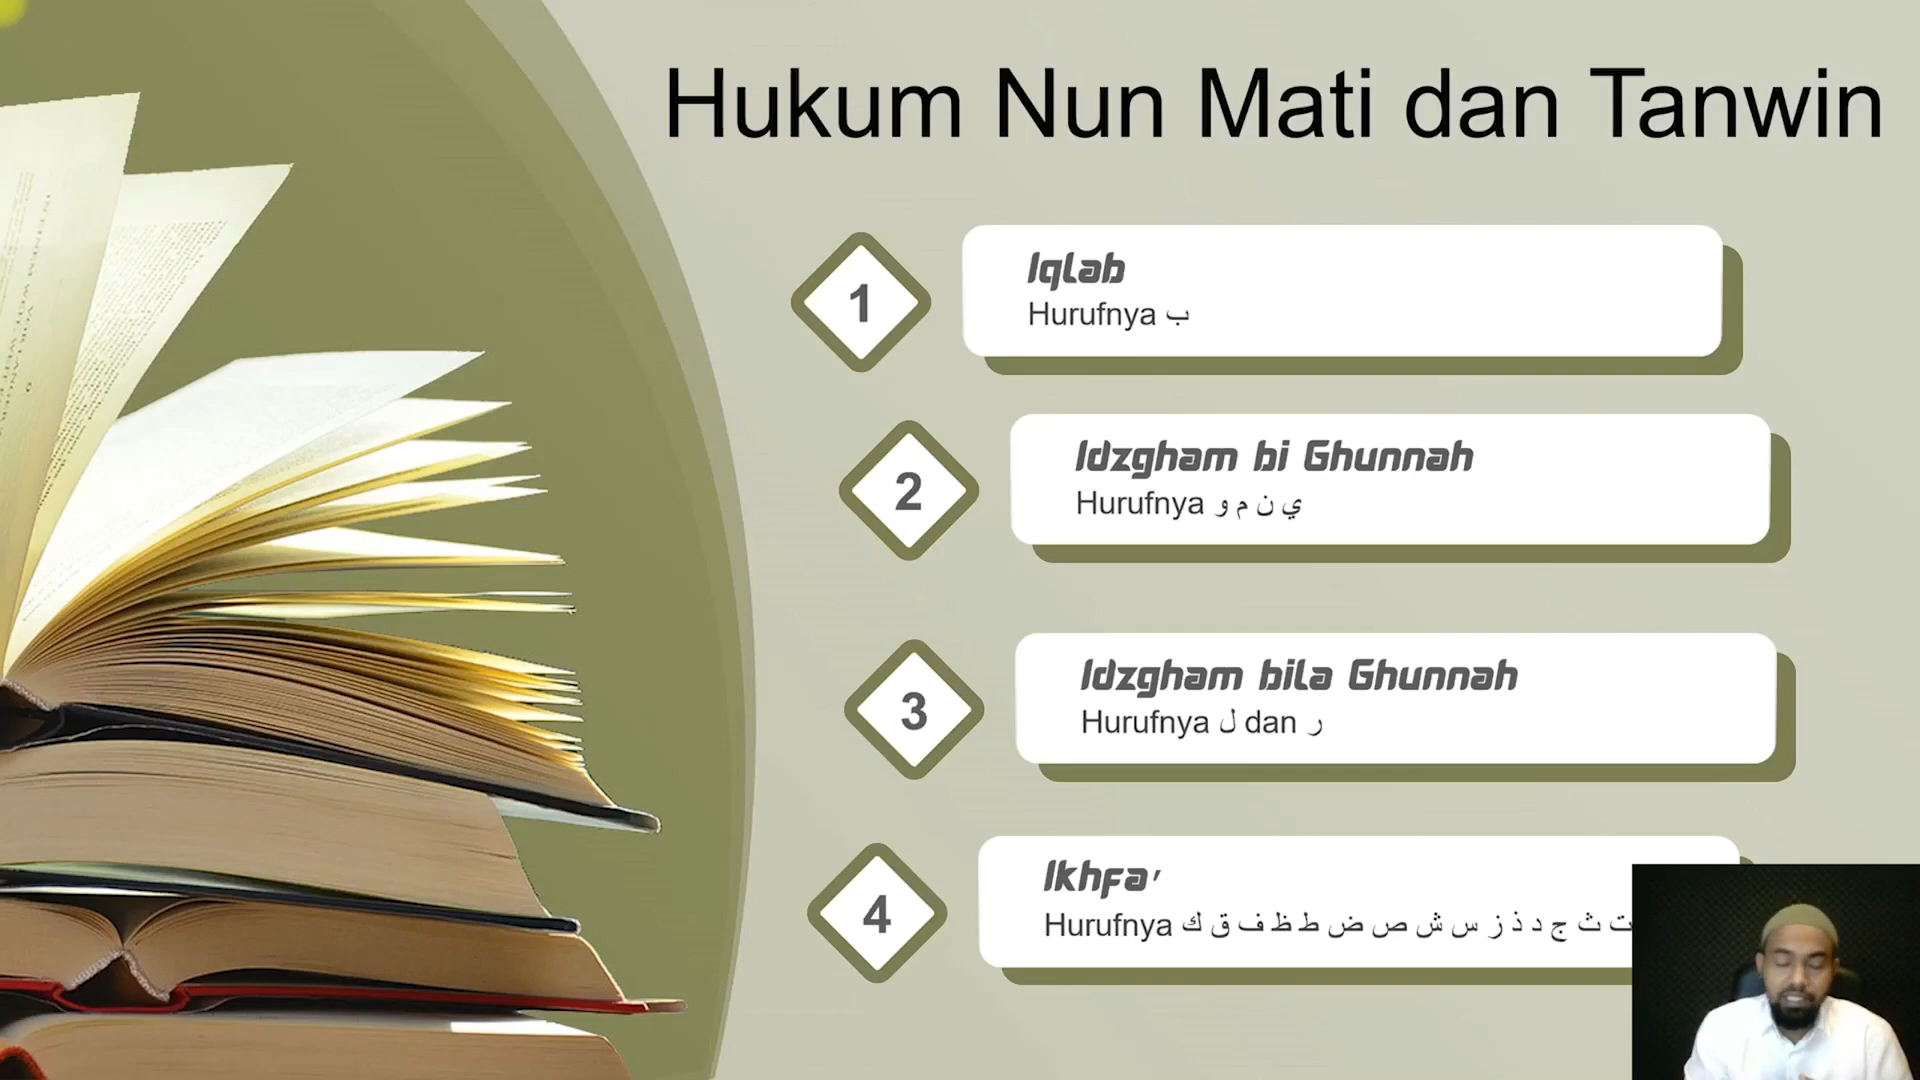 Hukum Nun Mati dan Tanwin
1
Iqlab
Hurufnya ب
2
Idzgham bi Ghunnah
Hurufnya ي ن م و
3
Idzgham bila Ghunnah
Hurufnya ل dan ر
4
Ikhfa'
Hurufnya ت ث ج د ذ ز س ش ص ض ط ظ ف ق ك